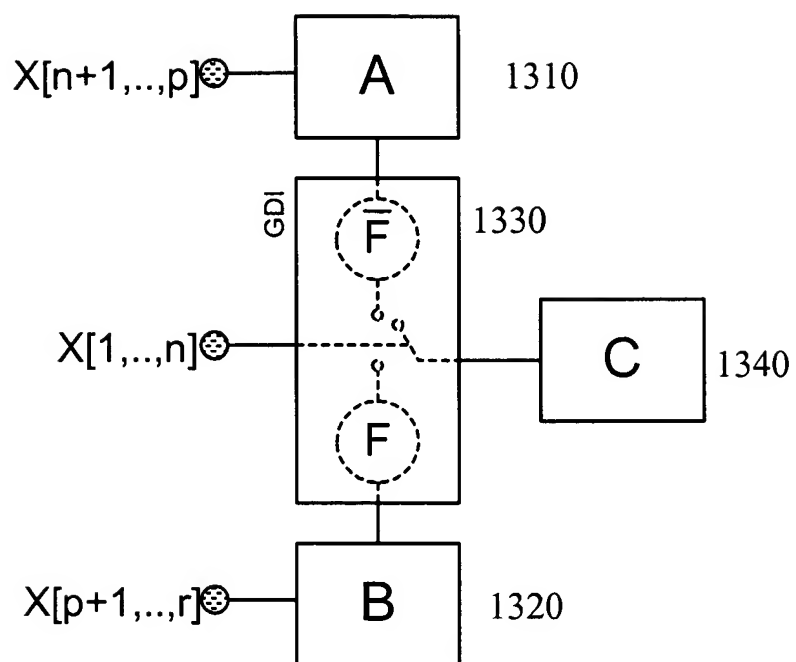 X[n+1,..,p] A 1310
GDI
F̅ 1330
X[1,..,n] C 1340
F
X[p+1,..,r] B 1320